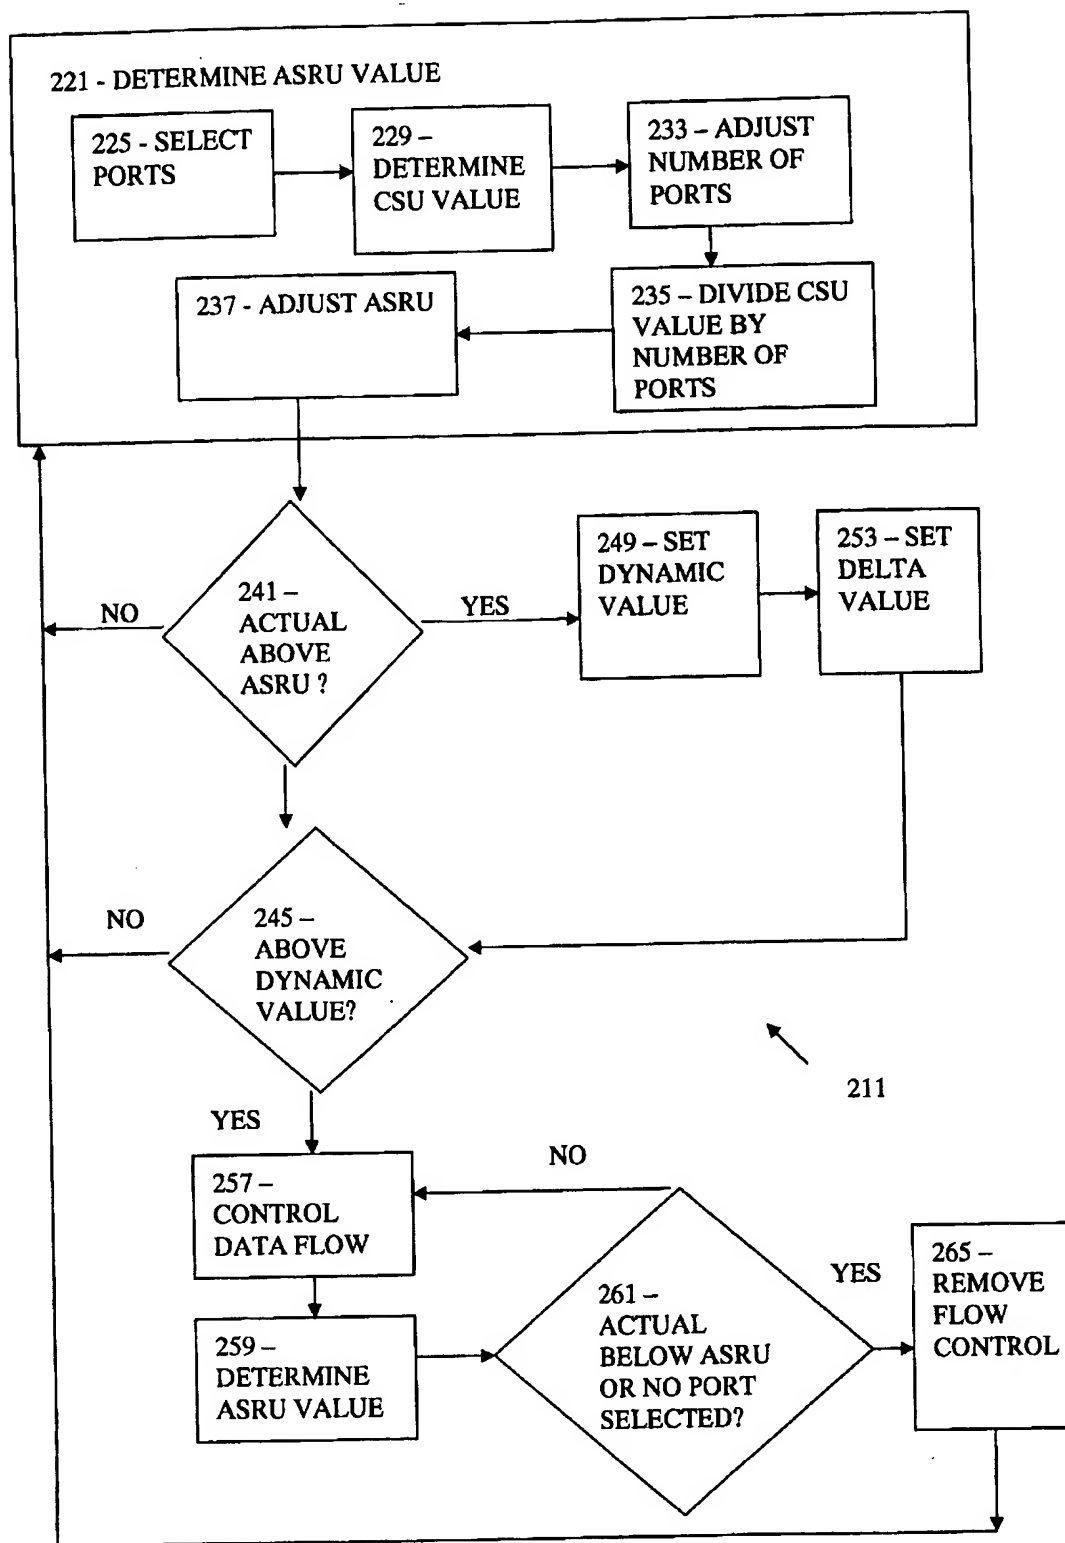 221 - DETERMINE ASRU VALUE
225 - SELECT
PORTS
229 –
DETERMINE
CSU VALUE
233 – ADJUST
NUMBER OF
PORTS
237 - ADJUST ASRU
235 – DIVIDE CSU
VALUE BY
NUMBER OF
PORTS
241 –
ACTUAL
ABOVE
ASRU ?
NO
YES
249 – SET
DYNAMIC
VALUE
253 – SET
DELTA
VALUE
245 –
ABOVE
DYNAMIC
VALUE?
NO
211
YES
257 –
CONTROL
DATA FLOW
NO
259 –
DETERMINE
ASRU VALUE
261 –
ACTUAL
BELOW ASRU
OR NO PORT
SELECTED?
YES
265 –
REMOVE
FLOW
CONTROL